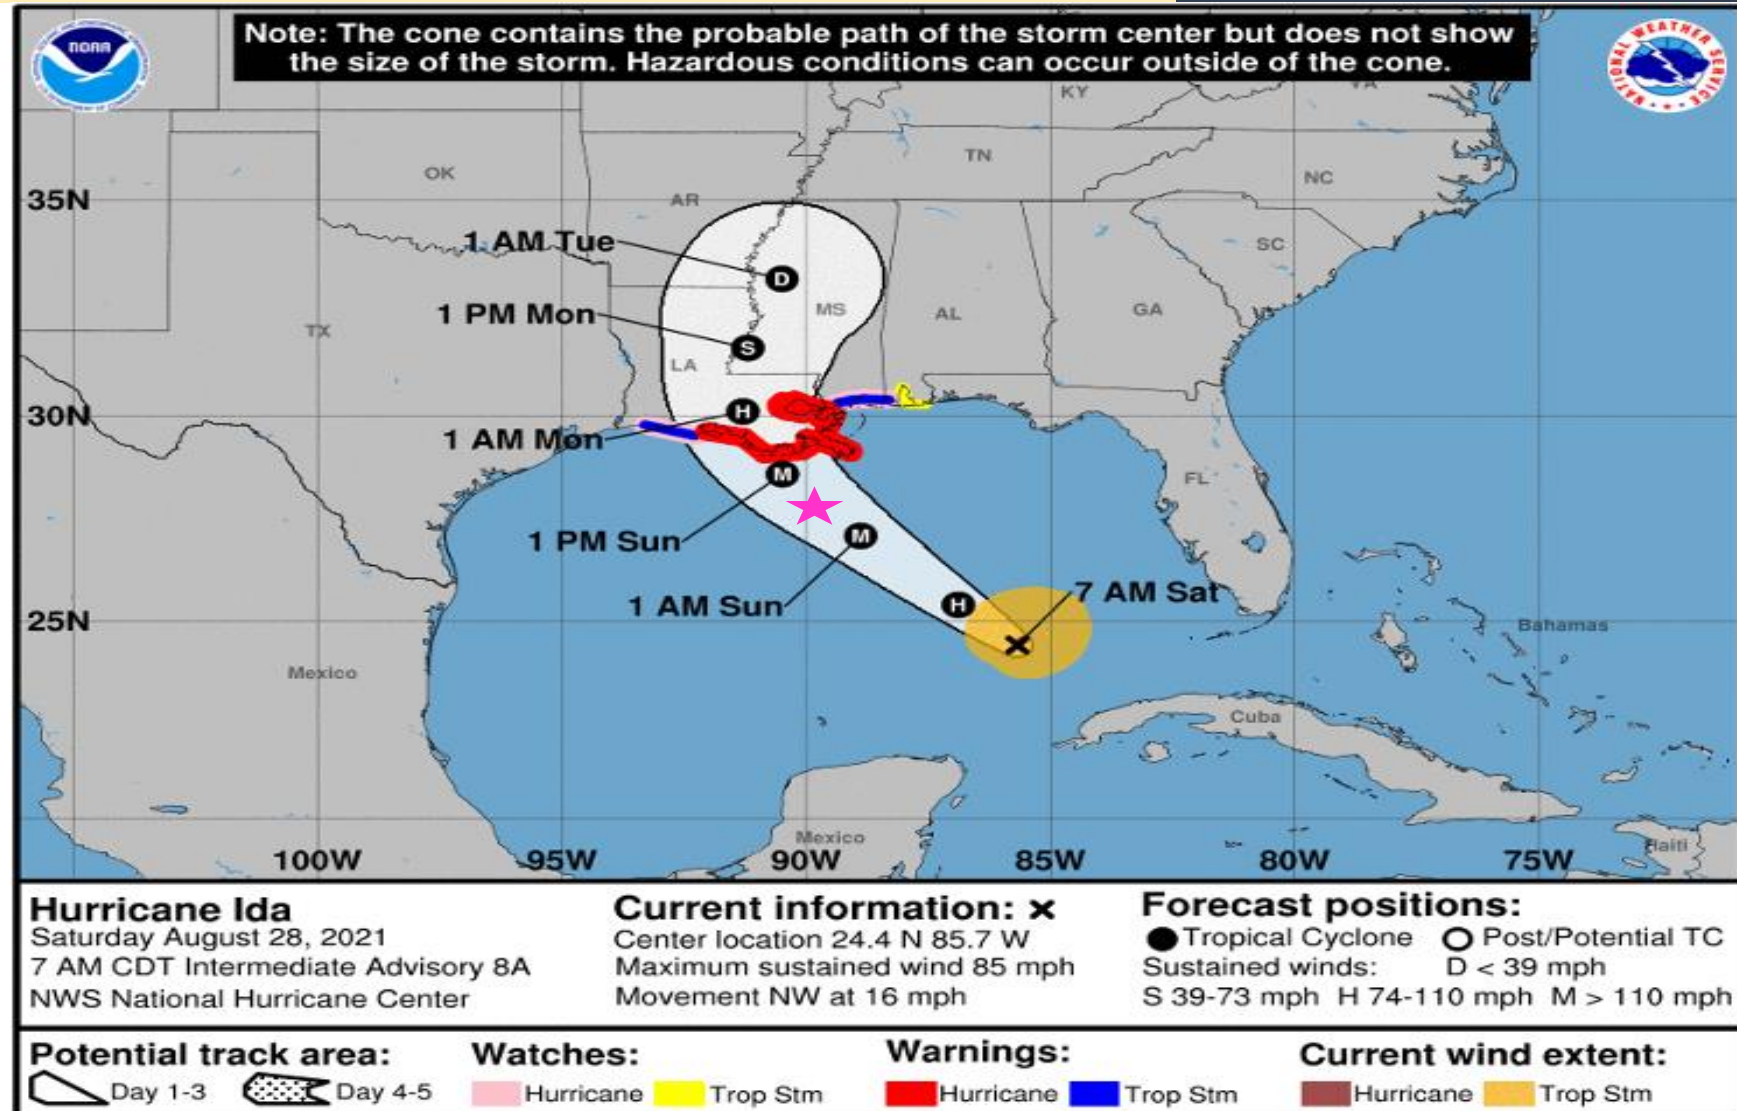 Note: The cone contains the probable path of the storm center but does not show
the size of the storm. Hazardous conditions can occur outside of the cone.
NOAA
NATIONAL WEATHER SERVICE
KY
VA
TN
OK
NC
35N
AR
1 AM Tue
SC
D
1 PM Mon
MS
AL
GA
TX
S
LA
30N
H
1 AM Mon
M
FL
1 PM Sun
M
1 AM Sun
H
7 AM Sat
25N
Bahamas
Mexico
Cuba
Mexico
Haiti
100W
95W
90W
85W
80W
75W
Hurricane Ida
Saturday August 28, 2021
7 AM CDT Intermediate Advisory 8A
NWS National Hurricane Center
Current information: x
Center location 24.4 N 85.7 W
Maximum sustained wind 85 mph
Movement NW at 16 mph
Forecast positions:
Tropical Cyclone Post/Potential TC
Sustained winds: D < 39 mph
S 39-73 mph H 74-110 mph M > 110 mph
Potential track area:
Day 1-3 Day 4-5
Watches:
Hurricane Trop Stm
Warnings:
Hurricane Trop Stm
Current wind extent:
Hurricane Trop Stm